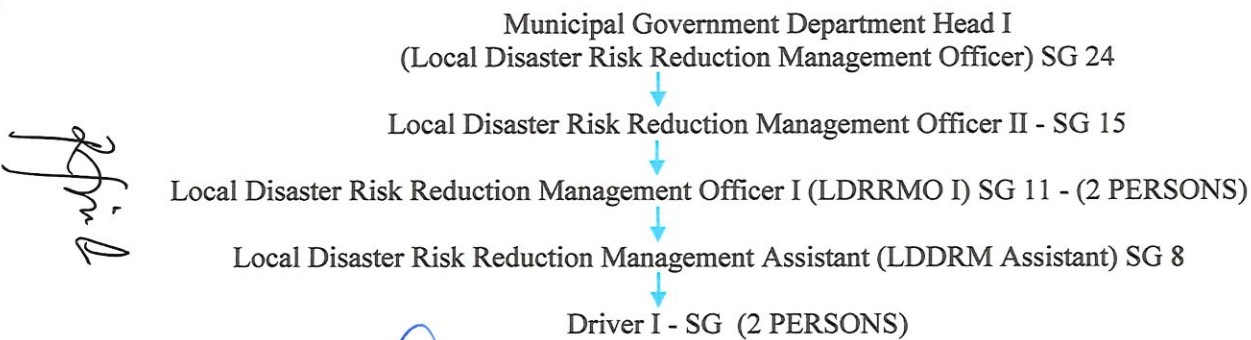 Municipal Government Department Head I
(Local Disaster Risk Reduction Management Officer) SG 24
Local Disaster Risk Reduction Management Officer II - SG 15
Local Disaster Risk Reduction Management Officer I (LDRRMO I) SG 11 - (2 PERSONS)
Local Disaster Risk Reduction Management Assistant (LDDRM Assistant) SG 8
Driver I - SG (2 PERSONS)